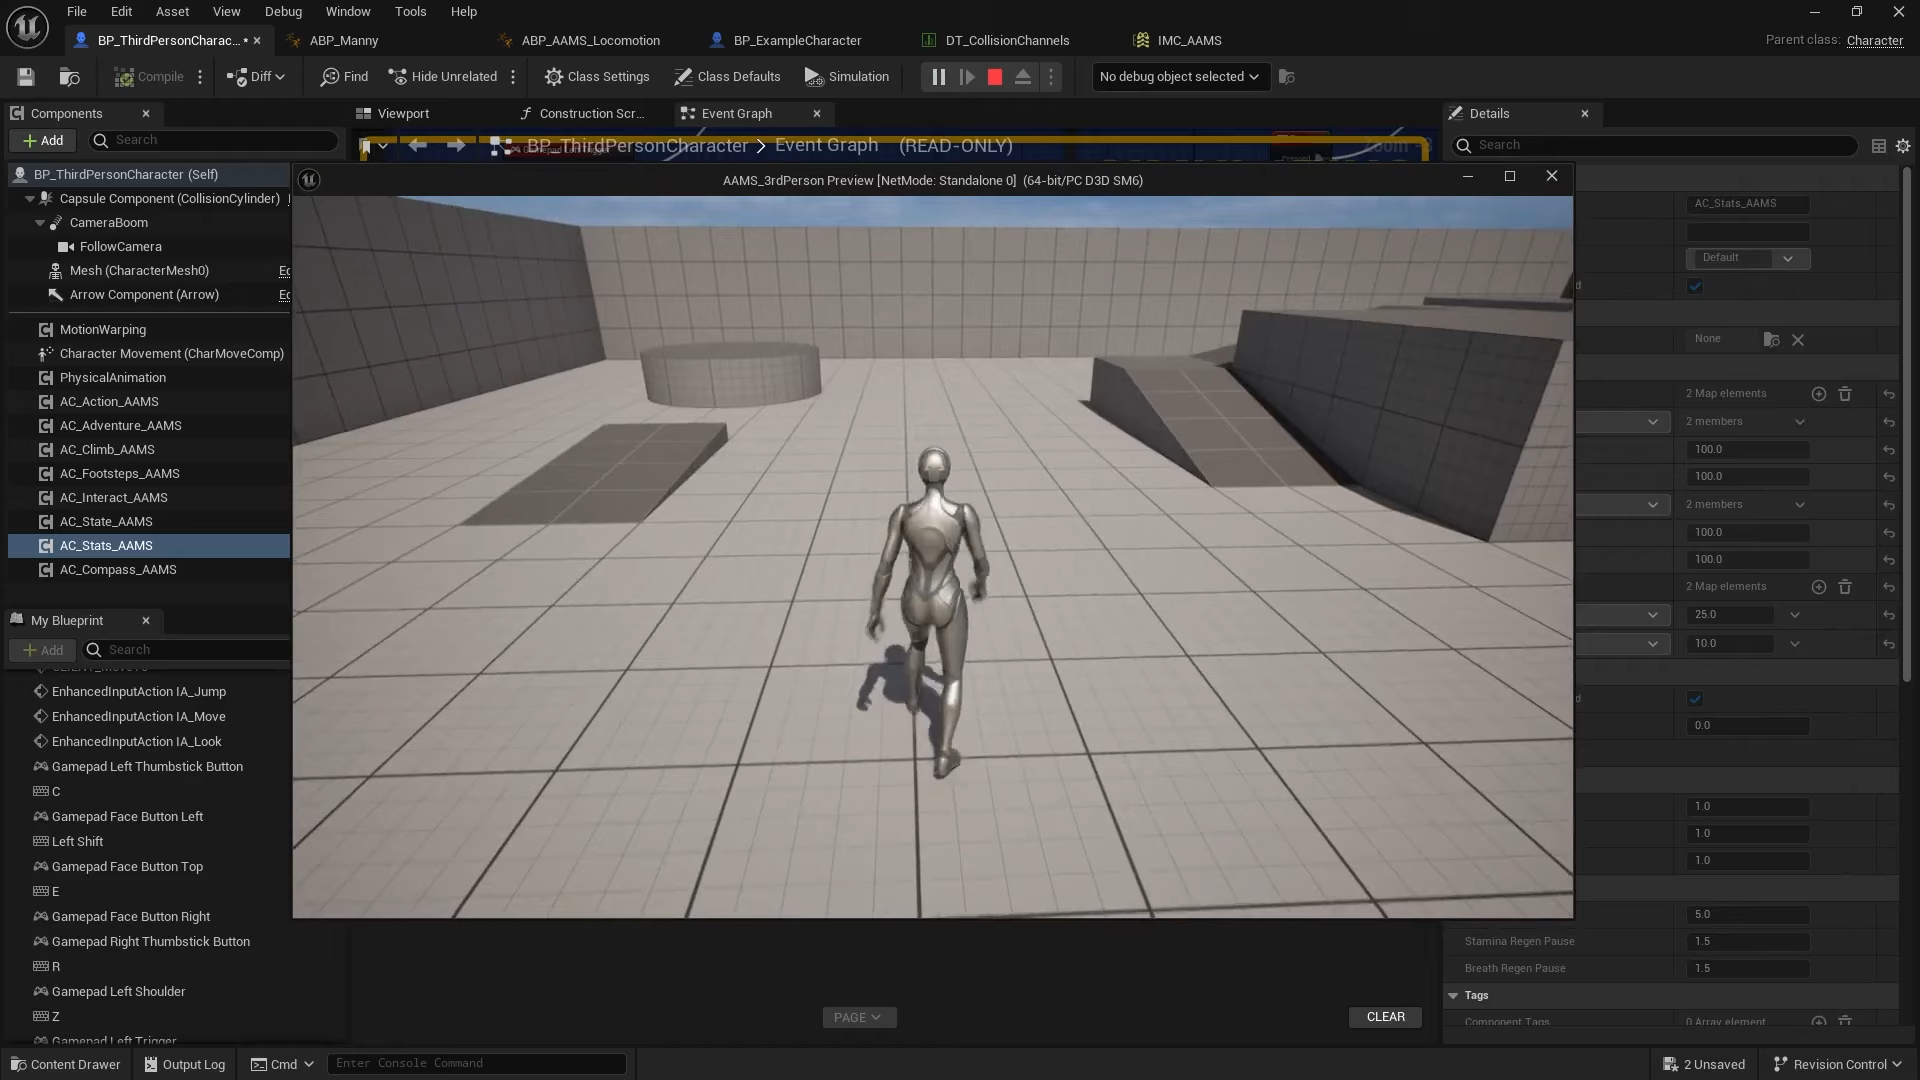 File Edit Asset View Debug Window Tools Help
BP_ThirdPersonCharac... • ABP_Manny ABP_AAMS_Locomotion BP_ExampleCharacter DT_CollisionChannels IMC_AAMS Parent class: Character
Compile Diff Find Hide Unrelated Class Settings Class Defaults Simulation No debug object selected
Components Viewport Construction Scr... Event Graph Details
Add Search BP_ThirdPersonCharacter > Event Graph (READ-ONLY) Search
BP_ThirdPersonCharacter (Self)
AAMS_3rdPerson Preview [NetMode: Standalone 0] (64-bit/PC D3D SM6)
Capsule Component (CollisionCylinder)
CameraBoom
FollowCamera
Mesh (CharacterMesh0)
Arrow Component (Arrow)
MotionWarping
Character Movement (CharMoveComp)
PhysicalAnimation
AC_Action_AAMS
AC_Adventure_AAMS
AC_Climb_AAMS
AC_Footsteps_AAMS
AC_Interact_AAMS
AC_State_AAMS
AC_Stats_AAMS
AC_Compass_AAMS
My Blueprint
Add Search
EnhancedInputAction IA_Jump
EnhancedInputAction IA_Move
EnhancedInputAction IA_Look
Gamepad Left Thumbstick Button
C
Gamepad Face Button Left
Left Shift
Gamepad Face Button Top
E
Gamepad Face Button Right
Gamepad Right Thumbstick Button
R
Gamepad Left Shoulder
Z
Gamepad Left Trigger
AC_Stats_AAMS
Default
None
2 Map elements
2 members
100.0
100.0
2 members
100.0
100.0
2 Map elements
25.0
10.0
0.0
1.0
1.0
1.0
5.0
Stamina Regen Pause 1.5
Breath Regen Pause 1.5
Tags
Component Tags 0 Array element
PAGE CLEAR
Content Drawer Output Log Cmd Enter Console Command 2 Unsaved Revision Control